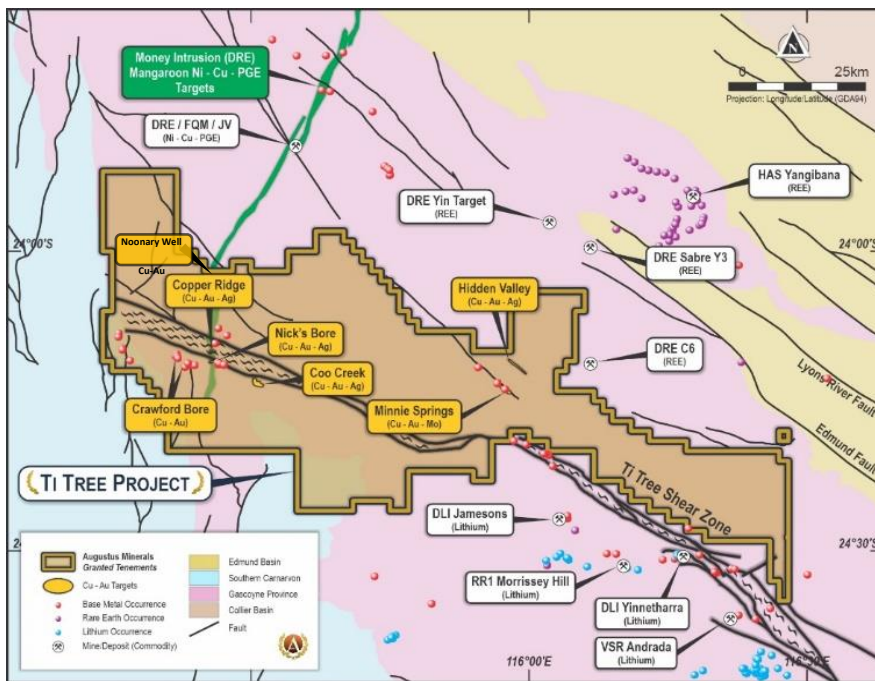 Money Intrusion (DRE)
Mangaroon Ni - Cu - PGE
Targets
N
0 25km
Projection: Longitude/Latitude (GDA94)
DRE / FQM / JV
(Ni - Cu - PGE)
HAS Yangibana
(REE)
DRE Yin Target
(REE)
24°00'S
24°00'S
Noonary Well
Cu-Au
DRE Sabre Y3
(REE)
Copper Ridge
(Cu - Au - Ag)
Hidden Valley
(Cu - Au - Ag)
Nick's Bore
(Cu - Au - Ag)
DRE C6
(REE)
Coo Creek
(Cu - Au - Ag)
Lyons River Fault
Crawford Bore
(Cu - Au)
Minnie Springs
(Cu - Au - Mo)
Edmund Fault
TI TREE PROJECT
Ti Tree Shear Zone
DLI Jamesons
(Lithium)
24°30'S
RR1 Morrissey Hill
(Lithium)
DLI Yinnetharra
(Lithium)
VSR Andrada
(Lithium)
116°00'E
116°30'E
24
Augustus Minerals
Granted Tenements
Cu - Au Targets
Base Metal Occurrence
Rare Earth Occurrence
Lithium Occurrence
Mine/Deposit (Commodity)
Edmund Basin
Southern Carnarvon
Gascoyne Province
Collier Basin
Fault
A